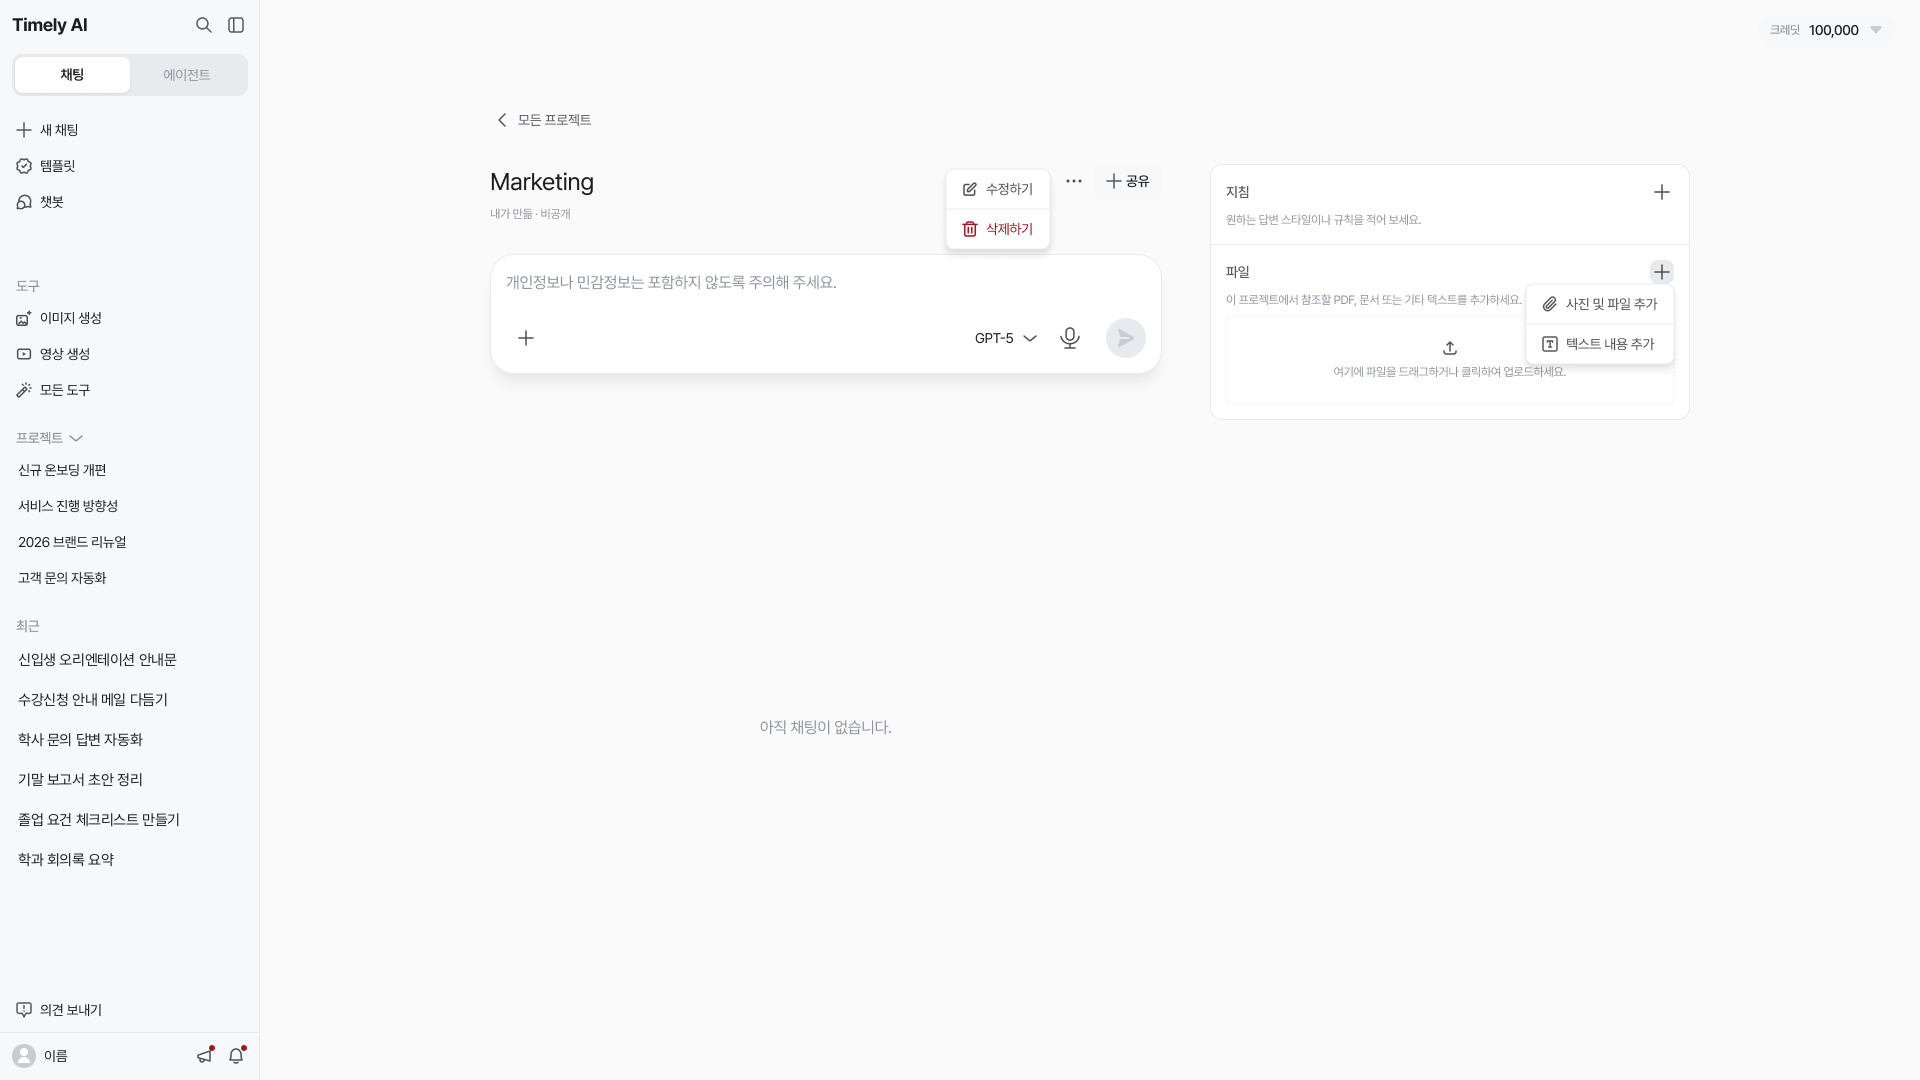 Timely AI
채팅
에이전트
새 채팅
템플릿
챗봇
도구
이미지 생성
영상 생성
모든 도구
프로젝트
신규 온보딩 개편
서비스 진행 방향성
2026 브랜드 리뉴얼
고객 문의 자동화
최근
신입생 오리엔테이션 안내문
수강신청 안내 메일 다듬기
학사 문의 답변 자동화
기말 보고서 초안 정리
졸업 요건 체크리스트 만들기
학과 회의록 요약
의견 보내기
이름
크레딧 100,000
모든 프로젝트
Marketing
내가 만듦 · 비공개
수정하기
삭제하기
공유
개인정보나 민감정보는 포함하지 않도록 주의해 주세요.
GPT-5
아직 채팅이 없습니다.
지침
원하는 답변 스타일이나 규칙을 적어 보세요.
파일
이 프로젝트에서 참조할 PDF, 문서 또는 기타 텍스트를 추가하세요.
사진 및 파일 추가
텍스트 내용 추가
여기에 파일을 드래그하거나 클릭하여 업로드하세요.